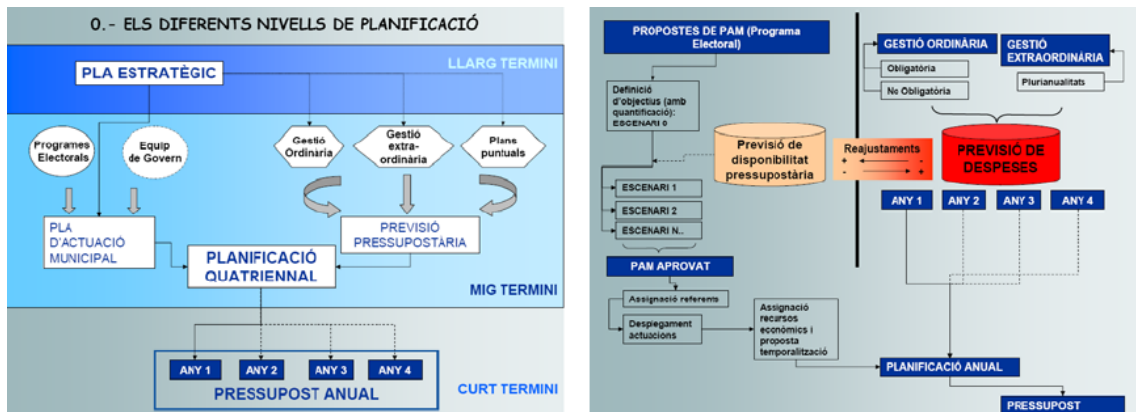 0.- ELS DIFERENTS NIVELLS DE PLANIFICACIÓ
LLARG TERMINI
PLA ESTRATÈGIC
Programes
Electorals
Equip
de Govern
Gestió
Ordinària
Gestió
extra-
ordinària
Plans
puntuals
PLA
D'ACTUACIÓ
MUNICIPAL
PREVISIÓ
PRESSUPOSTÀRIA
PLANIFICACIÓ
QUATRIENNAL
MIG TERMINI
ANY 1
ANY 2
ANY 3
ANY 4
PRESSUPOST ANUAL
CURT TERMINI
PROPOSTES DE PAM (Programa
Electoral)
Definició
d'objectius (amb
quantificació):
ESCENARI 0
GESTIÓ ORDINÀRIA
Obligatória
No Obligatória
GESTIÓ
EXTRAORDINÀRIA
Plurianualitats
Previsió de
disponibilitat
pressupostària
Reajustaments
+ -
- +
PREVISIÓ DE
DESPESES
ESCENARI 1
ESCENARI 2
ESCENARI N..
ANY 1
ANY 2
ANY 3
ANY 4
PAM APROVAT
Assignació referents
Desplegament
actuacions
Assignació
recursos
econòmics i
proposta
temporalització
PLANIFICACIÓ ANUAL
PRESSUPOST